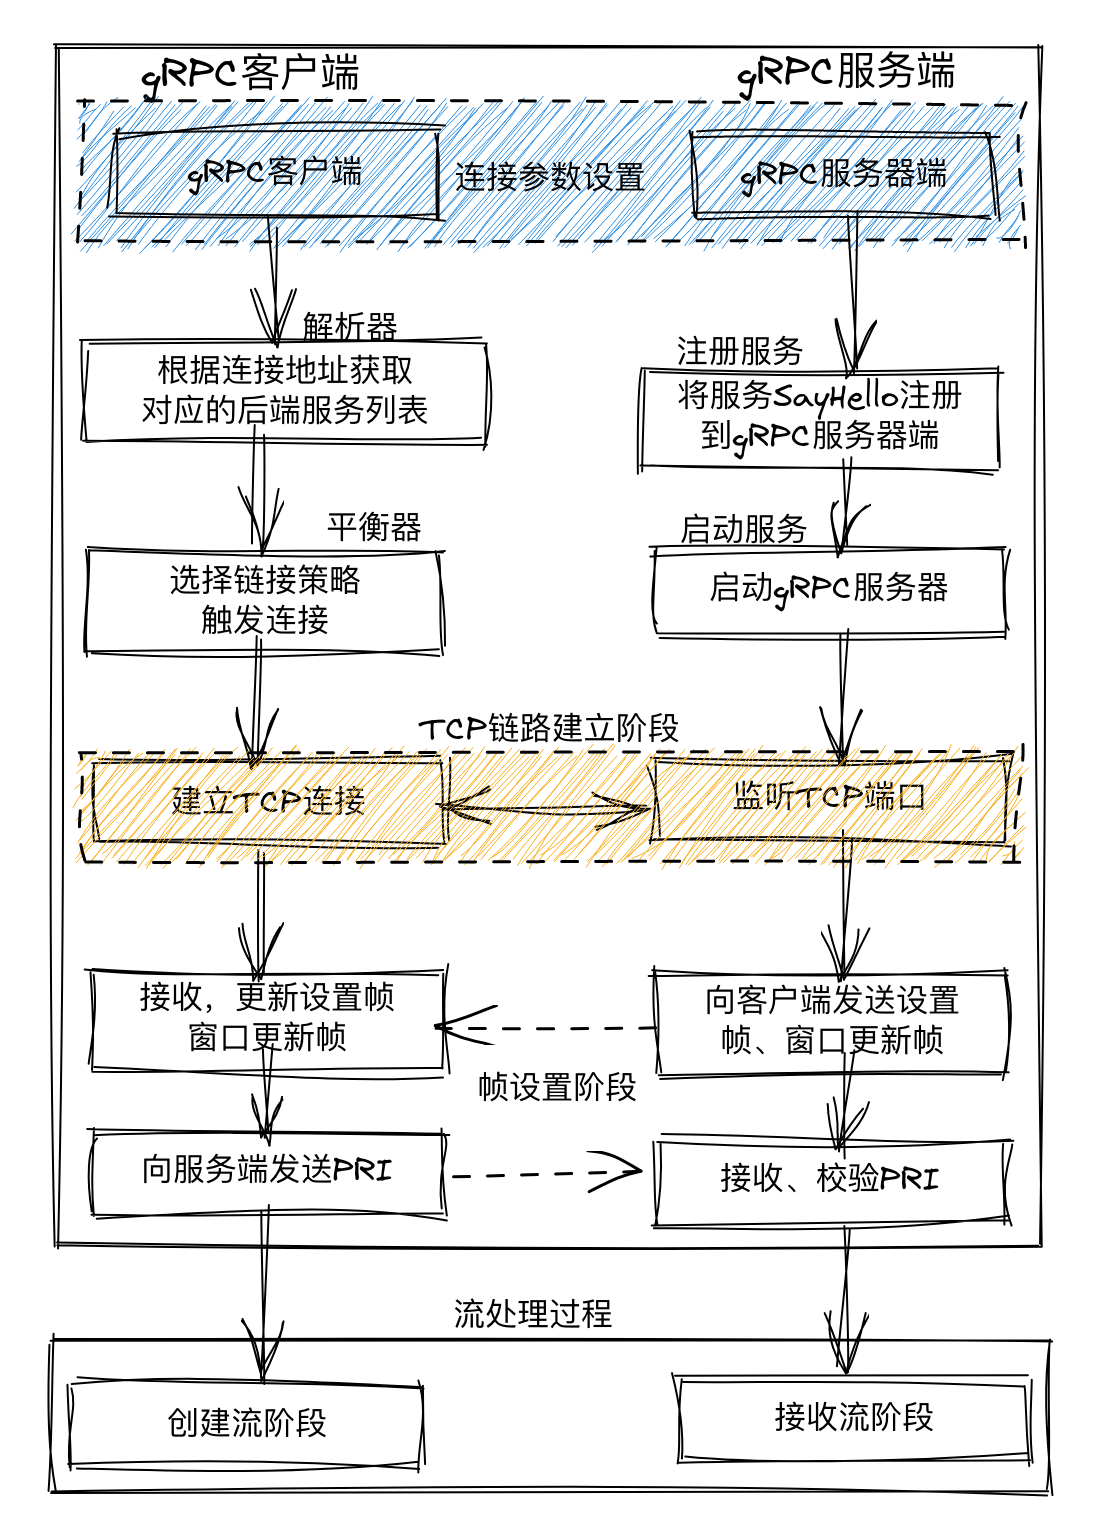 gRPC客户端
gRPC服务端
gRPC客户端
连接参数设置
gRPC服务器端
解析器
根据连接地址获取
对应的后端服务列表
注册服务
将服务SayHello注册
到gRPC服务器端
平衡器
选择链接策略
触发连接
启动服务
启动gRPC服务器
TCP链路建立阶段
建立TCP连接
监听TCP端口
接收，更新设置帧
窗口更新帧
向客户端发送设置
帧、窗口更新帧
帧设置阶段
向服务端发送PRI
接收、校验PRI
流处理过程
创建流阶段
接收流阶段